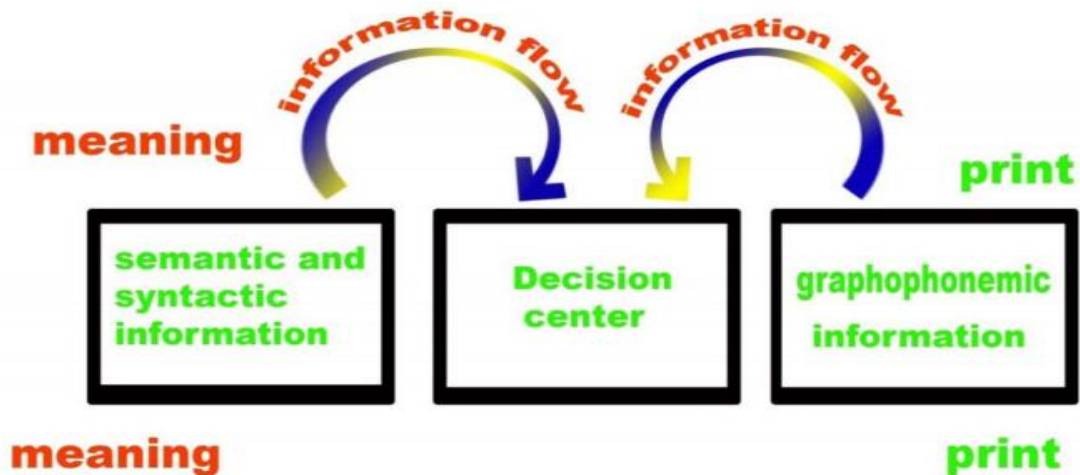 information flow
information flow
meaning
print
semantic and
syntactic
information
Decision
center
graphophonemic
information
meaning
print